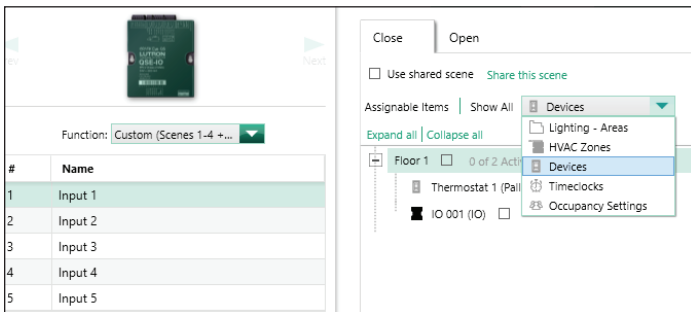 LUTRON
QSE-IO
Prev
Next
Function: Custom (Scenes 1-4 +...
# Name
1 Input 1
2 Input 2
3 Input 3
4 Input 4
5 Input 5
Close Open
Use shared scene Share this scene
Assignable Items Show All Devices
Lighting - Areas
HVAC Zones
Devices
Timeclocks
Occupancy Settings
Expand all Collapse all
Floor 1 0 of 2 Acti
Thermostat 1 (Pall
IO 001 (IO)